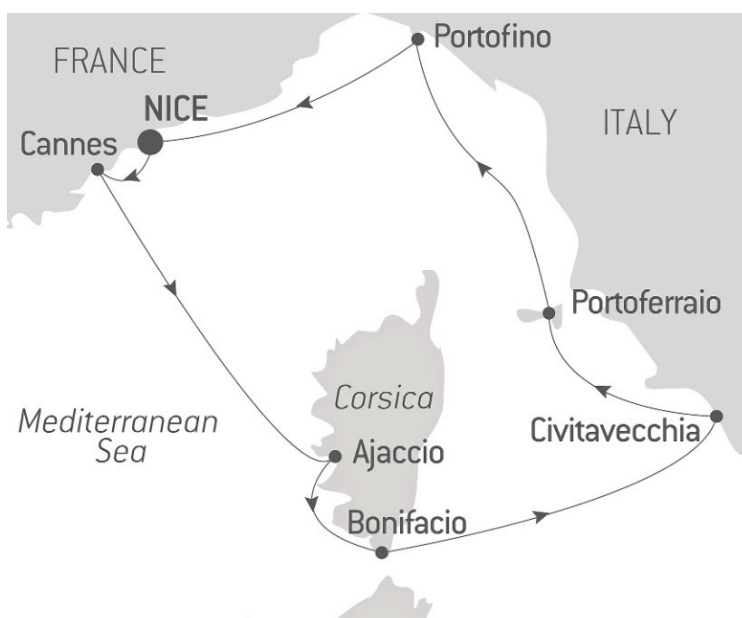 Portofino
FRANCE
NICE
ITALY
Cannes
Portoferraio
Corsica
Mediterranean
Sea
Civitavecchia
Ajaccio
Bonifacio